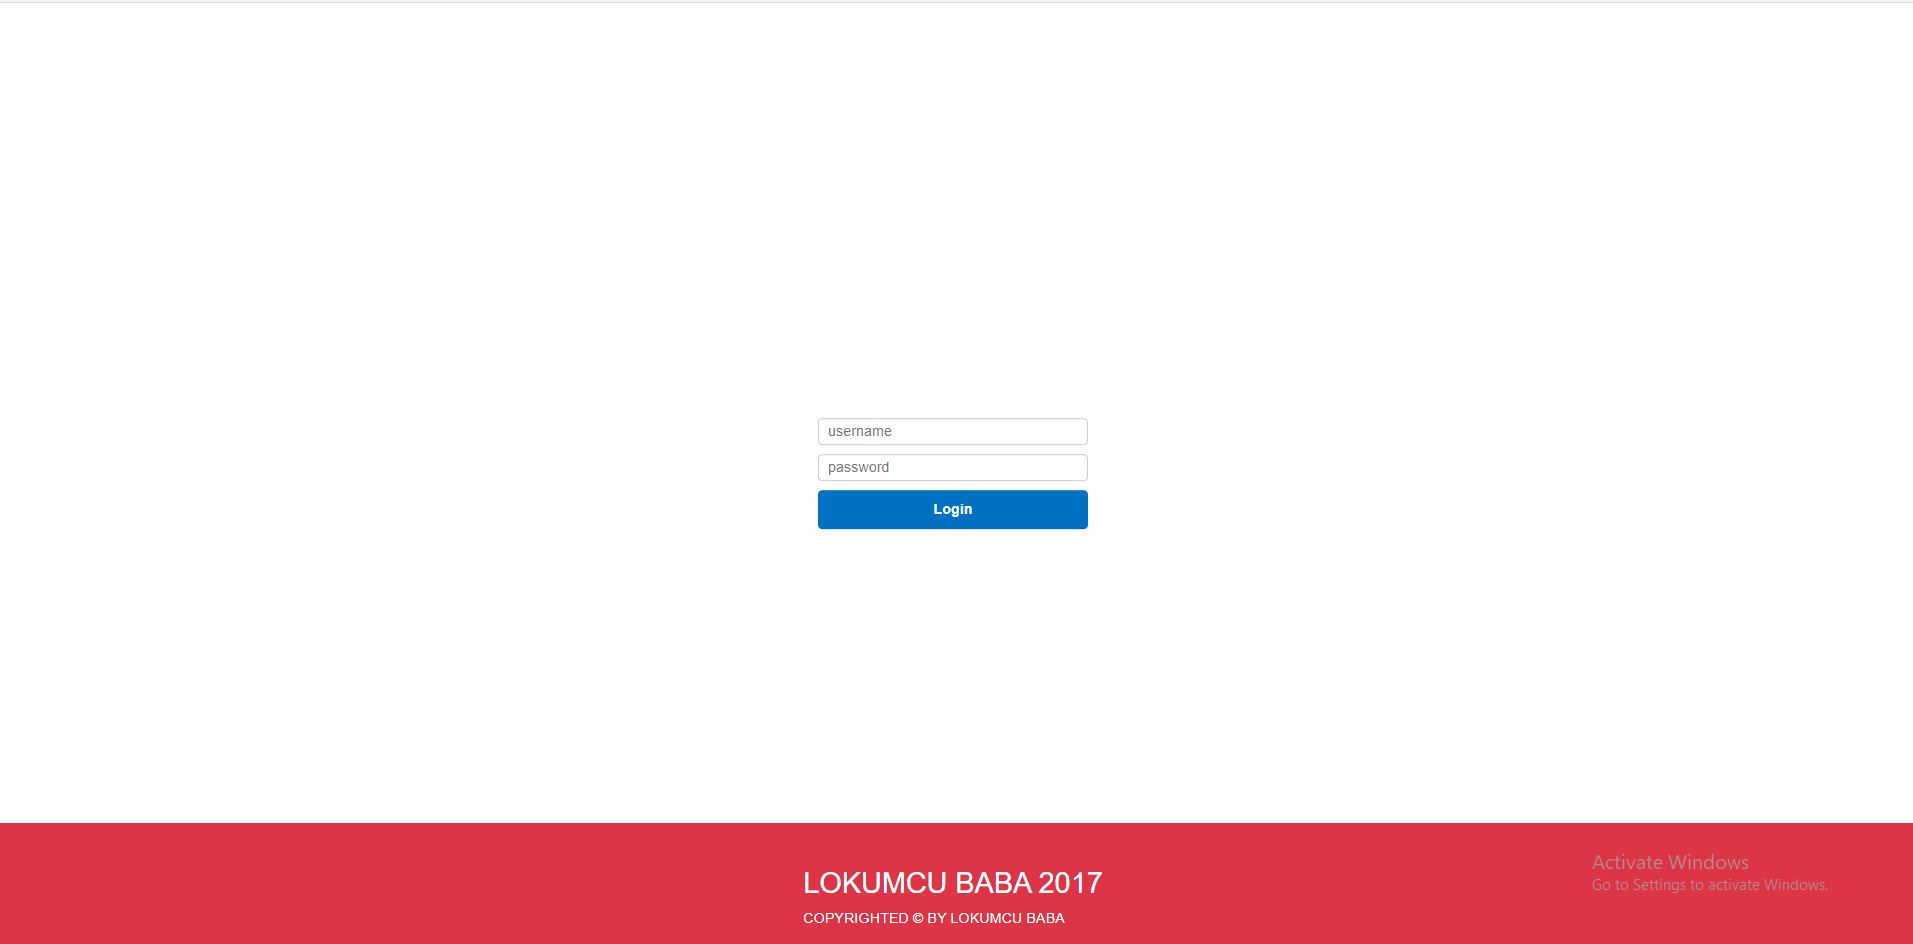 username
password
Login
LOKUMCU BABA 2017
COPYRIGHTED © BY LOKUMCU BABA
Activate Windows
Go to Settings to activate Windows.